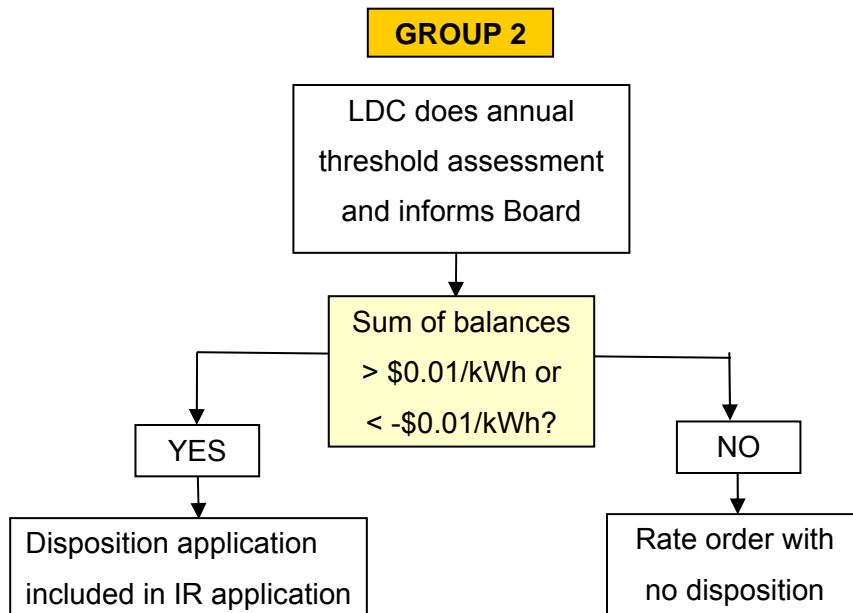 GROUP 2
LDC does annual
threshold assessment
and informs Board
Sum of balances
> $0.01/kWh or
< -$0.01/kWh?
YES
NO
Disposition application
included in IR application
Rate order with
no disposition